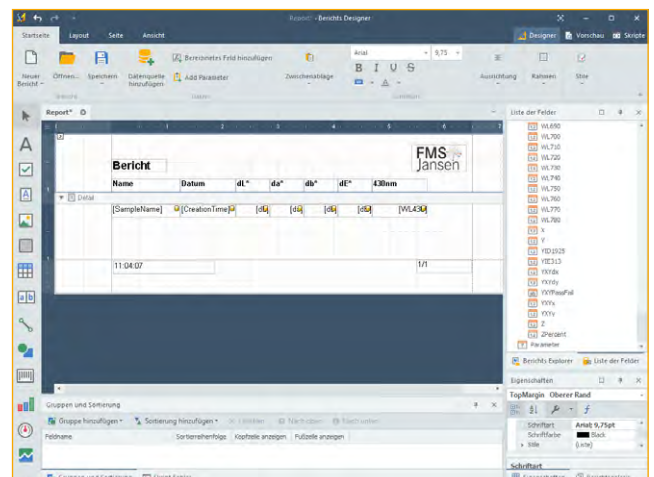 Report* - Berichts Designer
Startseite Layout Seite Ansicht Designer Vorschau Skripte
Neuer Bericht Öffnen... Speichern Datenquelle hinzufügen
Berechnetes Feld hinzufügen
Add Parameter
Zwischenablage
Arial 9,75
B I U S
Ausrichtung Rahmen Stile
Report*
FMS
Jansen
Bericht
Name Datum dL* da* db* dE* 430nm
Detail
[SampleName] [CreationTime] [WL430
11:04:07 1/1
Liste der Felder
WL690
WL700
WL710
WL720
WL730
WL740
WL750
WL760
WL770
WL780
X
Y
YID1925
YIE313
YXYdx
YXYdy
YXYPassFail
YXYx
YXYy
Z
ZPercent
Parameter
Berichts Explorer Liste der Felder
Eigenschaften
TopMargin Oberer Rand
Schriftart Arial; 9,75pt
Schriftfarbe Black
Stile (Liste)
Schriftart
Gruppen und Sortierung
Gruppe hinzufügen Sortierung hinzufügen
Feldname Sortierreihenfolge Kopfzeile anzeigen Fußzeile anzeigen